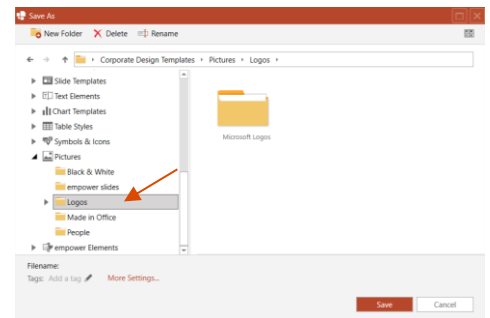 Save As
New Folder Delete Rename
Corporate Design Templates Pictures Logos
Slide Templates
Text Elements
Chart Templates
Table Styles
Symbols & Icons
Pictures
Black & White
empower slides
Logos
Made in Office
People
empower Elements
Microsoft Logos
Filename:
Tags: Add a tag More Settings...
Save Cancel